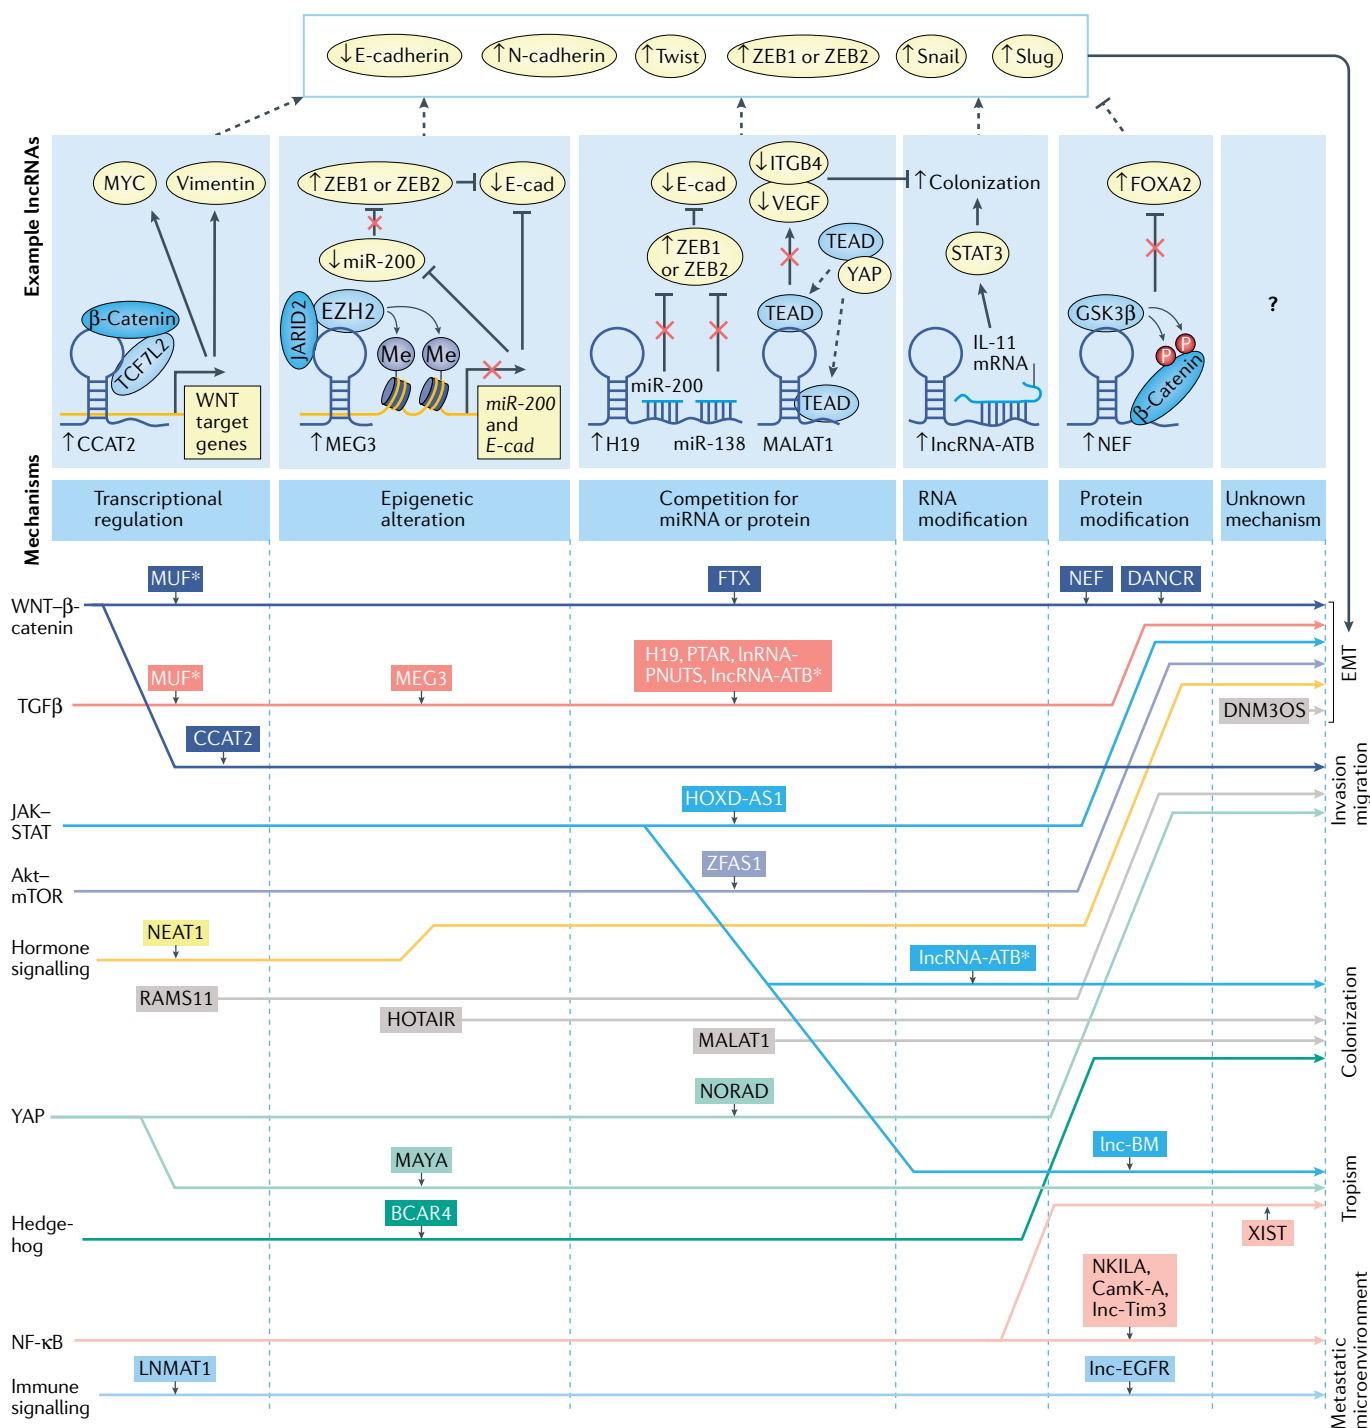 ↓E-cadherin
↑N-cadherin
↑Twist
↑ZEB1 or ZEB2
↑Snail
↑Slug
Example lncRNAs
MYC
Vimentin
β-Catenin
TCF7L2
WNT
target
genes
↑CCAT2
↑ZEB1 or ZEB2
↓E-cad
↓miR-200
JARID2
EZH2
Me
Me
miR-200
and
E-cad
↑MEG3
↓E-cad
↑ZEB1
or ZEB2
miR-200
↑H19
miR-138
↓ITGB4
↓VEGF
TEAD
YAP
TEAD
TEAD
MALAT1
↑Colonization
STAT3
IL-11
mRNA
↑lncRNA-ATB
↑FOXA2
GSK3β
P
P
β-Catenin
↑NEF
?
Mechanisms
Transcriptional
regulation
Epigenetic
alteration
Competition for
miRNA or protein
RNA
modification
Protein
modification
Unknown
mechanism
WNT–β-
catenin
MUF*
FTX
NEF
DANCR
TGFβ
MUF*
MEG3
H19, PTAR, lnRNA-
PNUTS, lncRNA-ATB*
DNM3OS
EMT
CCAT2
Invasion
migration
JAK–
STAT
HOXD-AS1
Akt–
mTOR
ZFAS1
Hormone
signalling
NEAT1
lncRNA-ATB*
RAMS11
HOTAIR
MALAT1
Colonization
YAP
NORAD
lnc-BM
MAYA
Tropism
Hedge-
hog
BCAR4
XIST
NKILA,
CamK-A,
lnc-Tim3
NF-κB
Immune
signalling
LNMAT1
lnc-EGFR
Metastatic
microenvironment